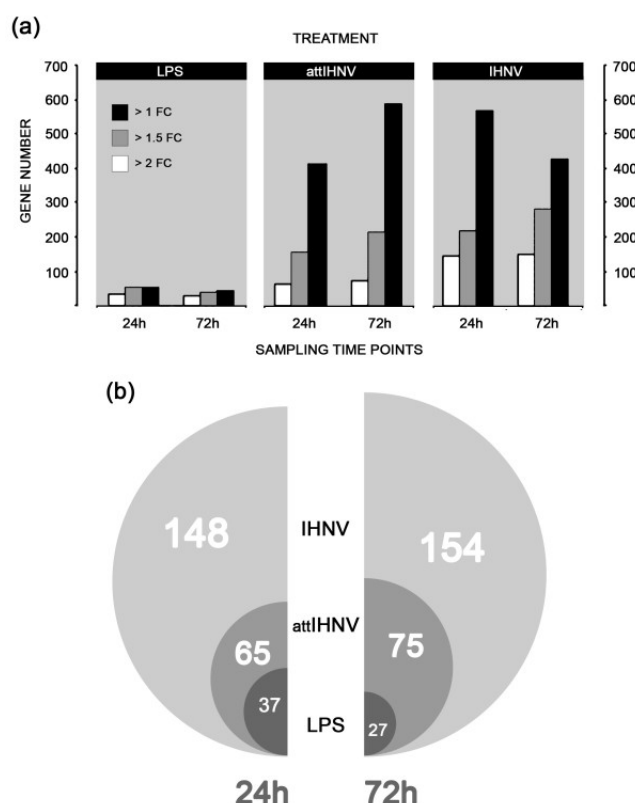 (a)
TREATMENT
LPS attIHNV IHNV
700 700
600 600
500 500
400 400
300 300
200 200
100 100
GENE NUMBER
> 1 FC
> 1.5 FC
> 2 FC
24h 72h 24h 72h 24h 72h
SAMPLING TIME POINTS
(b)
148 IHNV 154
65 attIHNV 75
37 LPS 27
24h 72h